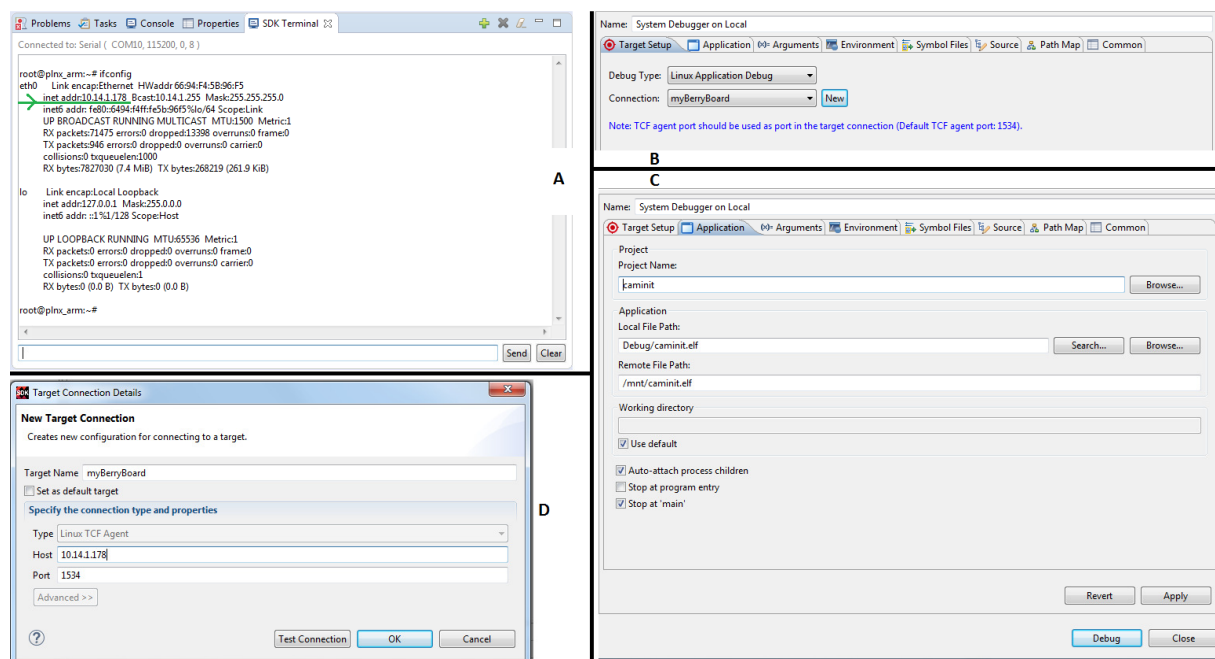 Problems Tasks Console Properties SDK Terminal
Connected to: Serial ( COM10, 115200, 0, 8 )
root@plnx_arm:~# ifconfig
eth0 Link encap:Ethernet HWaddr 66:94:F4:5B:96:F5
inet addr:10.14.1.178 Bcast:10.14.1.255 Mask:255.255.255.0
inet6 addr: fe80::6494:f4ff:fe5b:96f5%lo/64 Scope:Link
UP BROADCAST RUNNING MULTICAST MTU:1500 Metric:1
RX packets:71475 errors:0 dropped:13398 overruns:0 frame:0
TX packets:946 errors:0 dropped:0 overruns:0 carrier:0
collisions:0 txqueuelen:1000
RX bytes:7827030 (7.4 MiB) TX bytes:268219 (261.9 KiB)
lo Link encap:Local Loopback
inet addr:127.0.0.1 Mask:255.0.0.0
inet6 addr: ::1%1/128 Scope:Host
UP LOOPBACK RUNNING MTU:65536 Metric:1
RX packets:0 errors:0 dropped:0 overruns:0 frame:0
TX packets:0 errors:0 dropped:0 overruns:0 carrier:0
collisions:0 txqueuelen:1
RX bytes:0 (0.0 B) TX bytes:0 (0.0 B)
root@plnx_arm:~#
Send Clear
A
Name: System Debugger on Local
Target Setup Application (x)= Arguments Environment Symbol Files Source Path Map Common
Debug Type: Linux Application Debug
Connection: myBerryBoard New
Note: TCF agent port should be used as port in the target connection (Default TCF agent port: 1534).
B
C
Name: System Debugger on Local
Target Setup Application (x)= Arguments Environment Symbol Files Source Path Map Common
Project
Project Name:
caminit Browse...
Application
Local File Path:
Debug/caminit.elf Search... Browse...
Remote File Path:
/mnt/caminit.elf
Working directory
Use default
Auto-attach process children
Stop at program entry
Stop at 'main'
Revert Apply
Debug Close
SDK Target Connection Details
New Target Connection
Creates new configuration for connecting to a target.
Target Name myBerryBoard
Set as default target
Specify the connection type and properties
Type Linux TCF Agent
Host 10.14.1.178
Port 1534
Advanced >>
? Test Connection OK Cancel
D